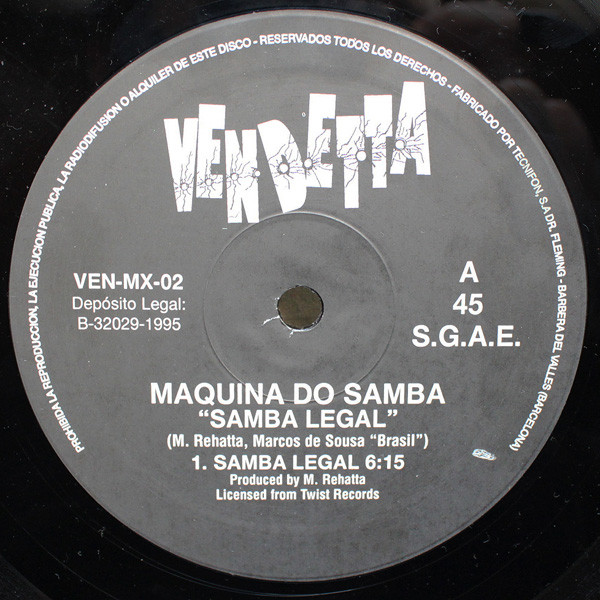 PROHIBIDA LA REPRODUCCION, LA EJECUCION PUBLICA, LA RADIODIFUSION O ALQUILER DE ESTE DISCO - RESERVADOS TODOS LOS DERECHOS - FABRICADO POR TECNIFON, S.A DR. FLEMING - BARBERA DEL VALLES (BARCELONA)
VENDETTA
VEN-MX-02
Depósito Legal:
B-32029-1995
A
45
S.G.A.E.
MAQUINA DO SAMBA
“SAMBA LEGAL”
(M. Rehatta, Marcos de Sousa “Brasil”)
1. SAMBA LEGAL 6:15
Produced by M. Rehatta
Licensed from Twist Records